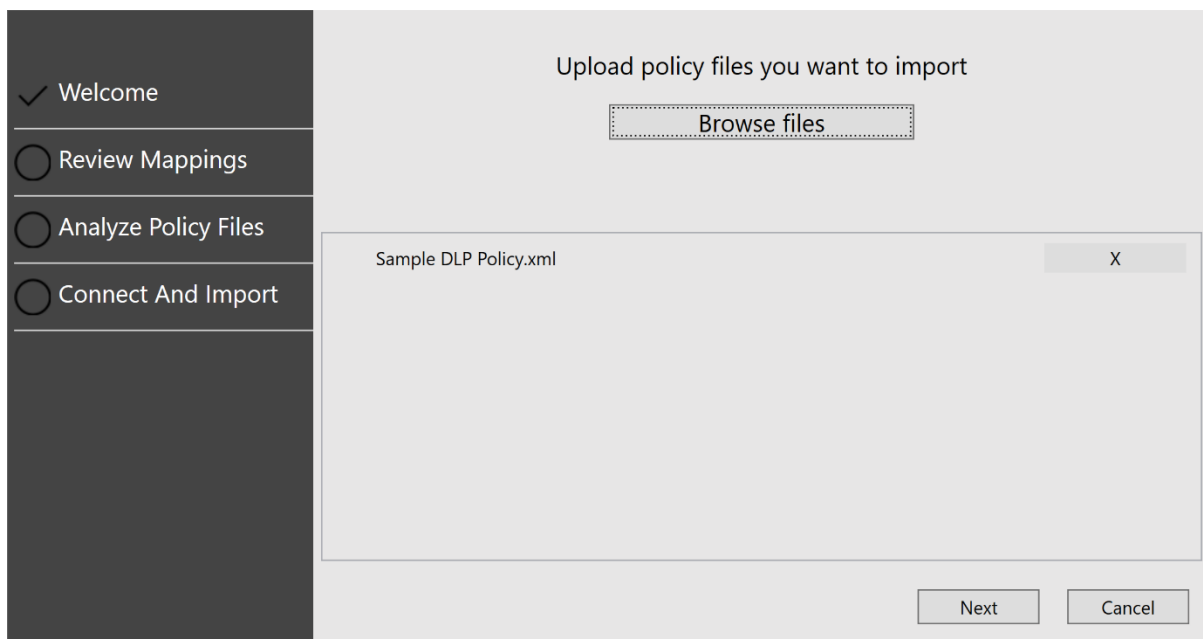 Welcome
Review Mappings
Analyze Policy Files
Connect And Import
Upload policy files you want to import
Browse files
Sample DLP Policy.xml
X
Next
Cancel